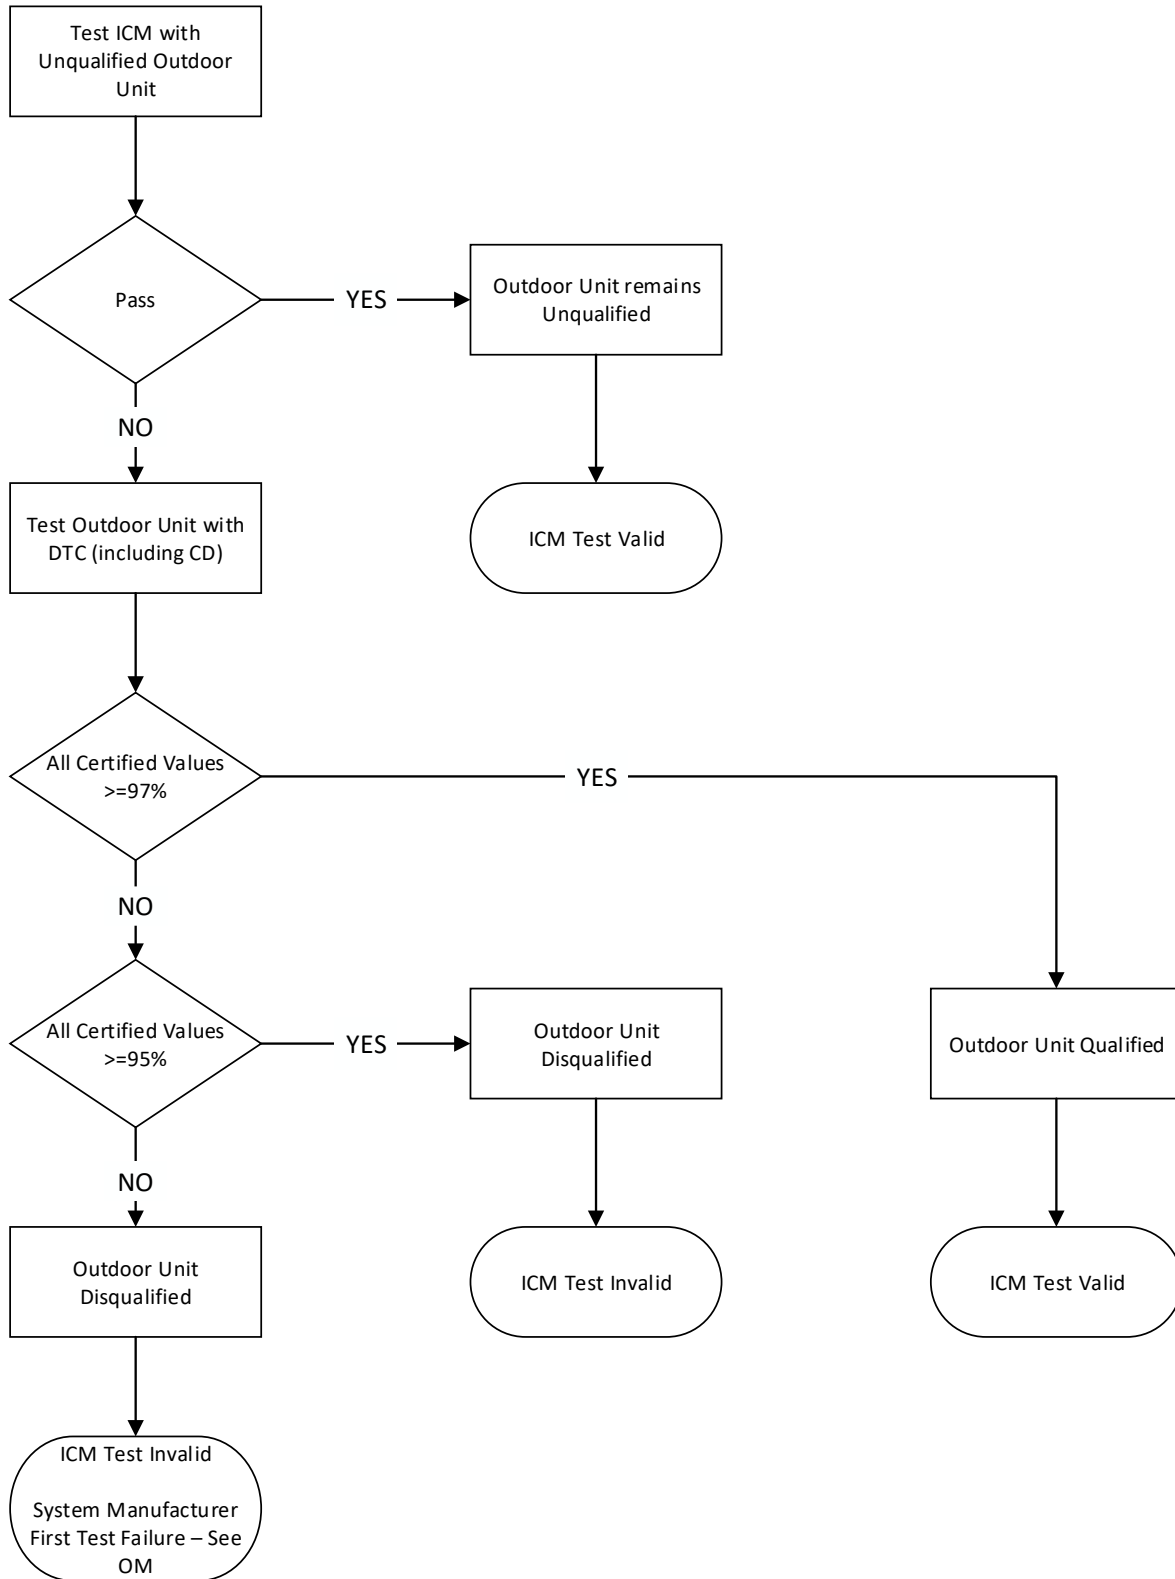 Test ICM with
Unqualified Outdoor
Unit
Pass
YES
Outdoor Unit remains
Unqualified
NO
Test Outdoor Unit with
DTC (including CD)
ICM Test Valid
All Certified Values
>=97%
YES
NO
All Certified Values
>=95%
YES
Outdoor Unit
Disqualified
Outdoor Unit Qualified
NO
Outdoor Unit
Disqualified
ICM Test Invalid
ICM Test Valid
ICM Test Invalid
System Manufacturer
First Test Failure – See
OM